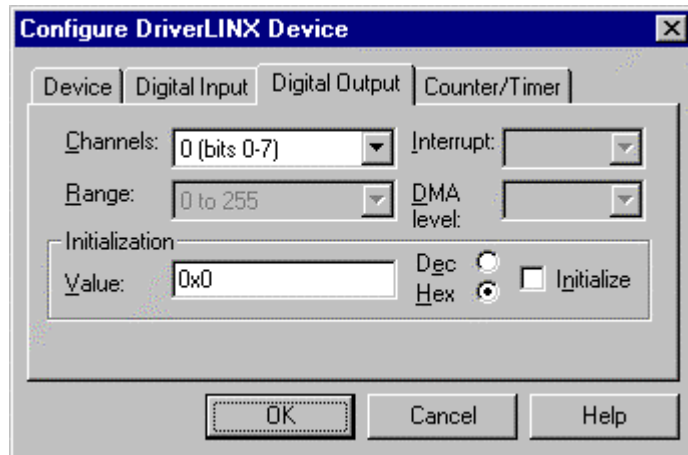 Configure DriverLINX Device
Device Digital Input Digital Output Counter/Timer
Channels: 0 (bits 0-7) Interrupt:
Range: 0 to 255 DMA level:
Initialization
Value: 0x0 Dec Hex Initialize
OK Cancel Help